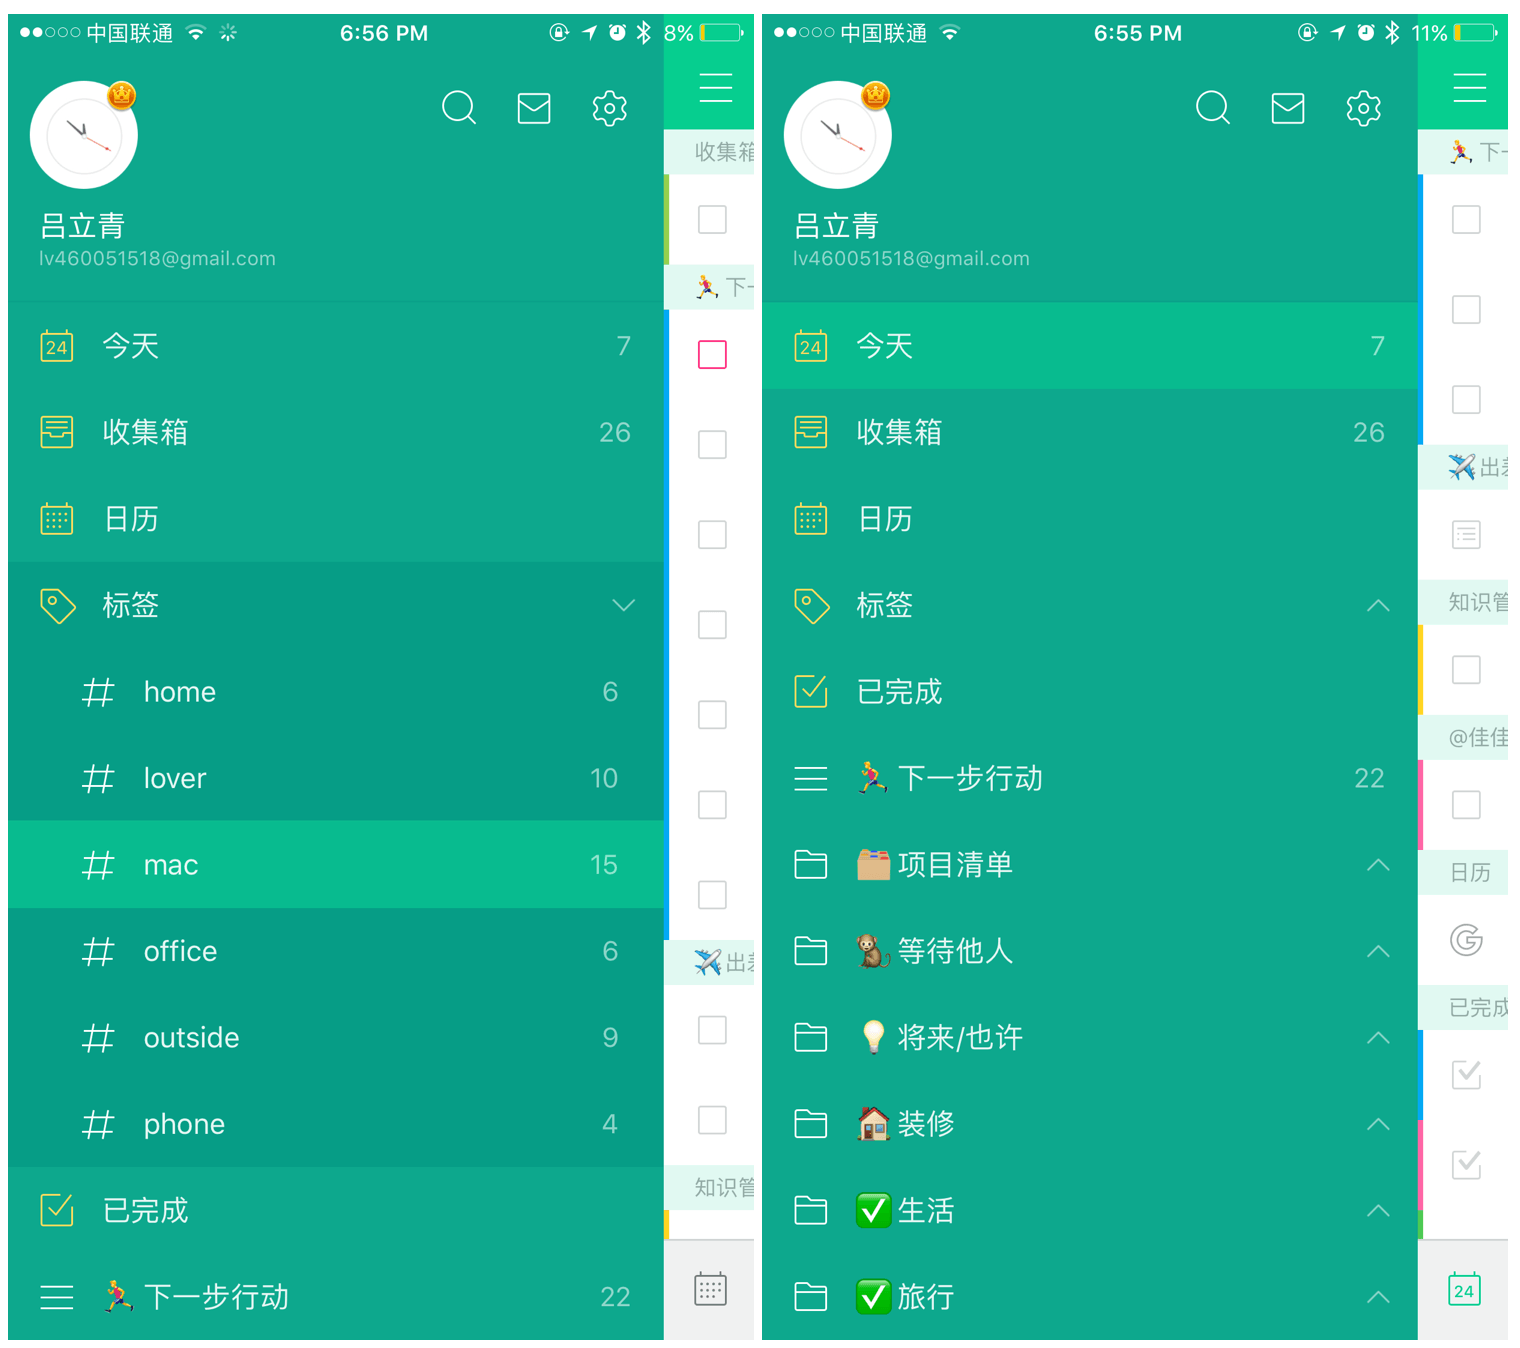 中国联通 6:56 PM 8%
吕立青
lv460051518@gmail.com
24 今天 7
收集箱 26
日历
标签
# home 6
# lover 10
# mac 15
# office 6
# outside 9
# phone 4
已完成
下一步行动 22
收集箱
下一
出差
知识管
中国联通 6:55 PM 11%
吕立青
lv460051518@gmail.com
24 今天 7
收集箱 26
日历
标签
已完成
下一步行动 22
项目清单
等待他人
将来/也许
装修
生活
旅行
下一
出差
知识管
@佳佳
日历
已完成
24